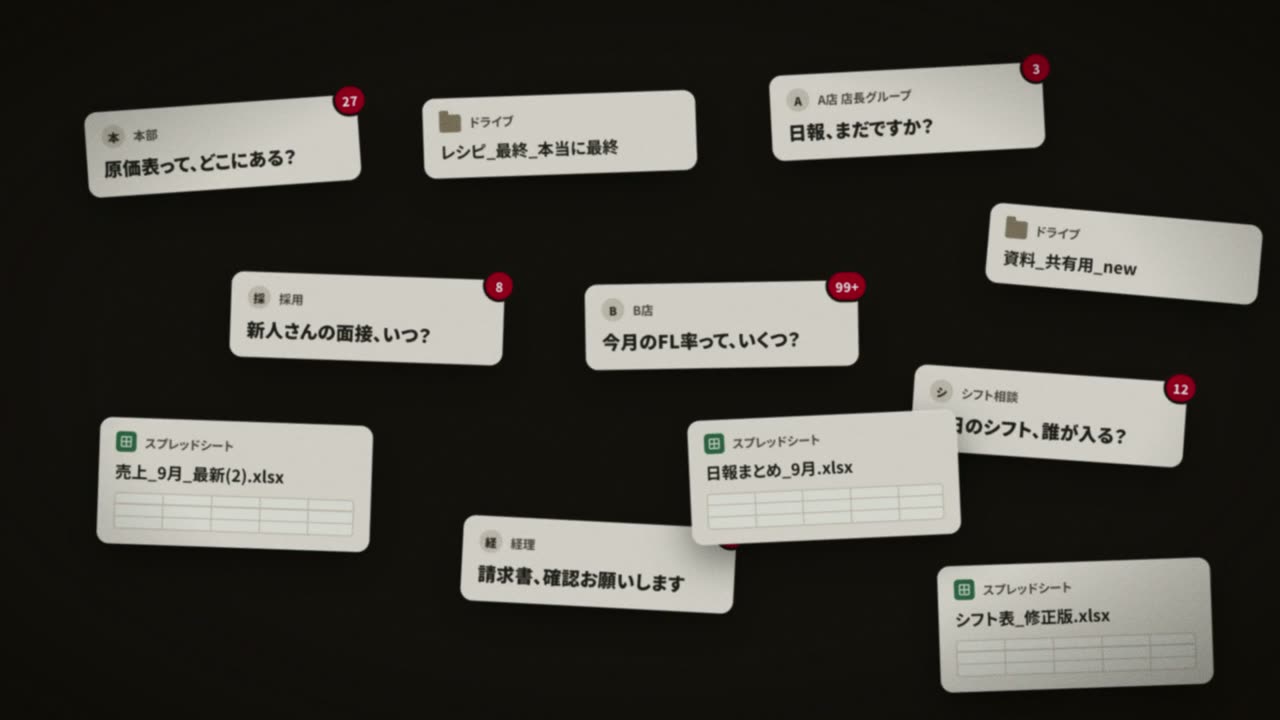 27
本 本部
原価表って、どこにある?
ドライブ
レシピ_最終_本当に最終
3
A A店 店長グループ
日報、まだですか?
ドライブ
資料_共有用_new
8
採 採用
新人さんの面接、いつ?
99+
B B店
今月のFL率って、いくつ?
12
シ シフト相談
日のシフト、誰が入る?
スプレッドシート
売上_9月_最新(2).xlsx
スプレッドシート
日報まとめ_9月.xlsx
経 経理
請求書、確認お願いします
スプレッドシート
シフト表_修正版.xlsx